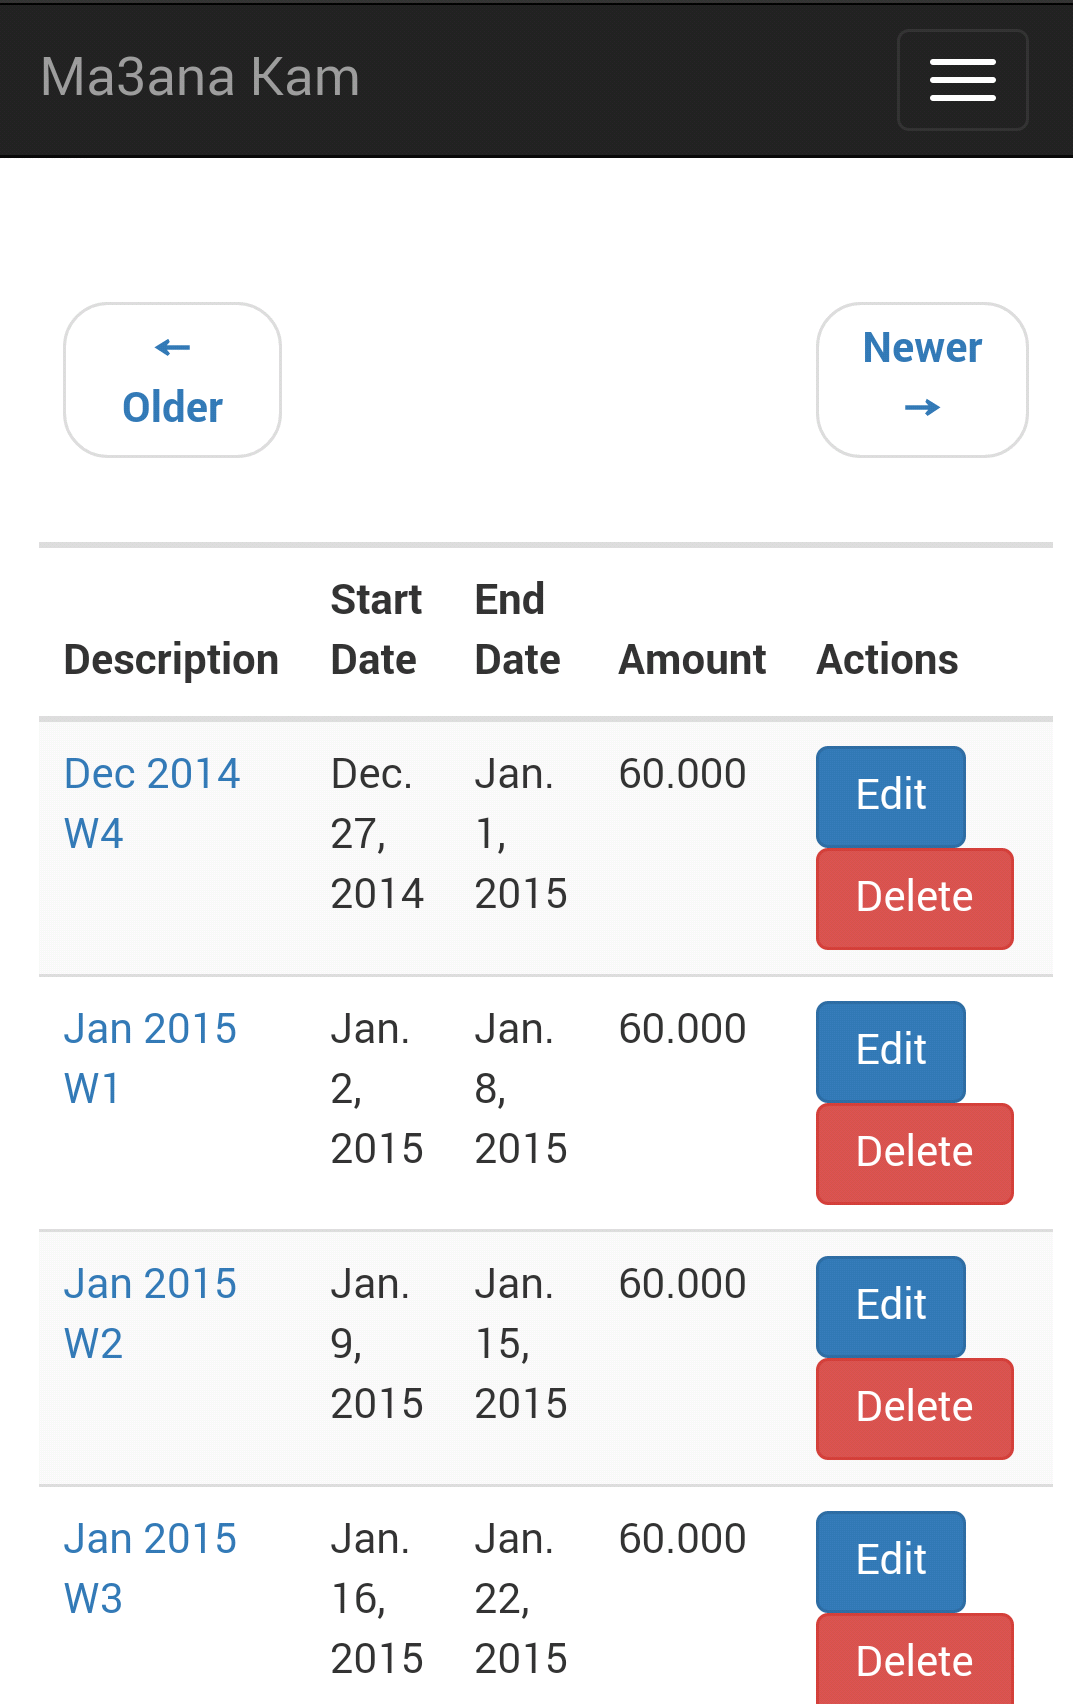 Ma3ana Kam
←
Older
Newer
→
Start End
Description Date Date Amount Actions
Dec 2014 Dec. Jan. 60.000 Edit
W4 27, 1,
2014 2015 Delete
Jan 2015 Jan. Jan. 60.000 Edit
W1 2, 8,
2015 2015 Delete
Jan 2015 Jan. Jan. 60.000 Edit
W2 9, 15,
2015 2015 Delete
Jan 2015 Jan. Jan. 60.000 Edit
W3 16, 22,
2015 2015 Delete